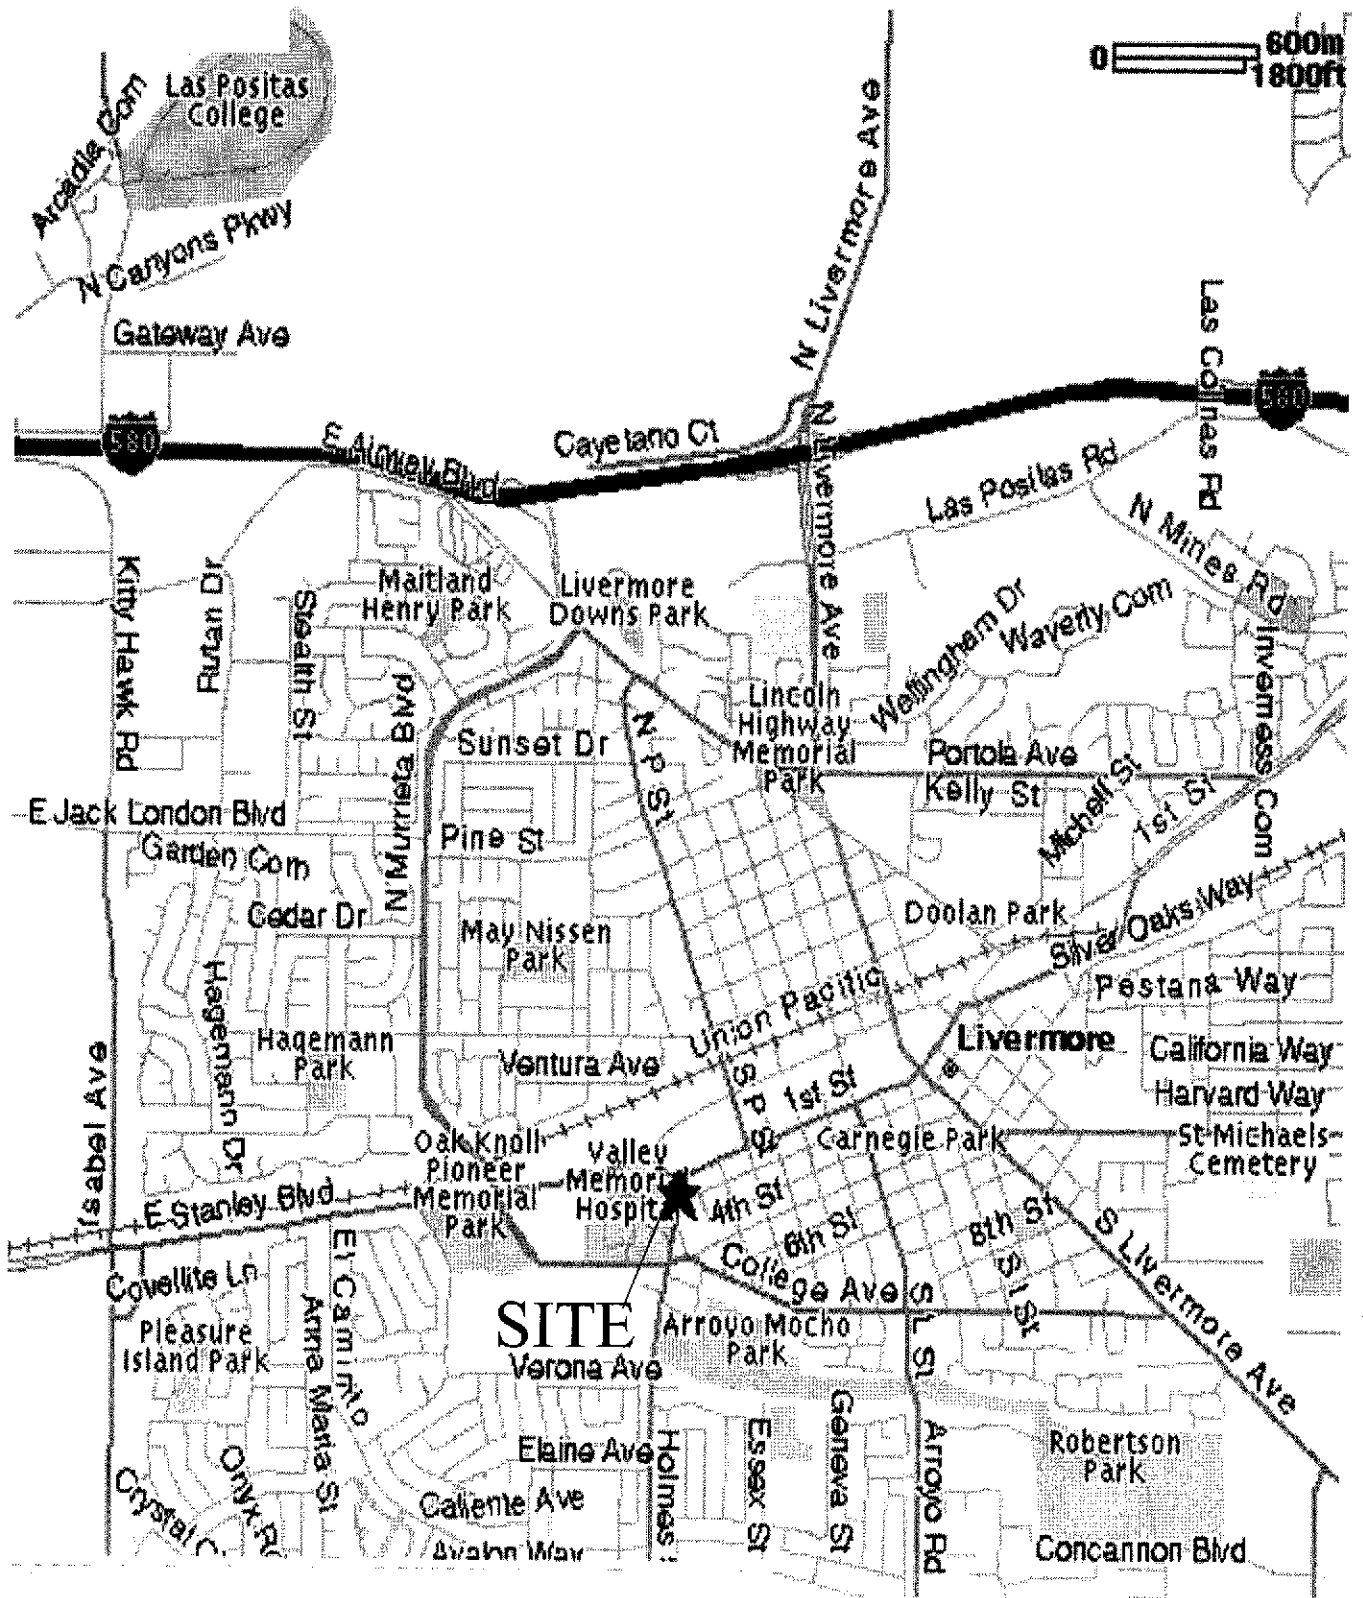 0
600m
1800ft
Las Positas
College
Arcadia Com
N Canyons Pkwy
Gateway Ave
N Livermore Ave
Las Colinas Rd
580
580
E Airway Blvd
Cayetano Ct
N Livermore Ave
Las Positas Rd
N Mines Rd
Kitty Hawk Rd
Rutan Dr
Stealth St
Maitland
Henry Park
Livermore
Downs Park
Wellingham Dr
Waverly Com
Inverness Com
N Murrieta Blvd
Sunset Dr
N P St
Lincoln
Highway
Memorial
Park
Portola Ave
Kelly St
Michell St
1st St
E Jack London Blvd
Garden Com
Pine St
Cedar Dr
May Nissen
Park
Doolan Park
Silver Oaks Way
Hagemann Dr
Union Pacific
Pestana Way
Isabel Ave
Hagemann
Park
Ventura Ave
Livermore
California Way
Harvard Way
S P St
1st St
Oak Knoll
Pioneer
Memorial
Park
Valley
Memori
Hospit
Carnegie Park
St Michaels
Cemetery
E Stanley Blvd
4th St
6th St
8th St
S Livermore Ave
El Camino
Covellite Ln
College Ave
S I St
S L St
Anna Maria St
SITE
Pleasure
Island Park
Arroyo Mocho
Park
Verona Ave
Geneva St
Essex St
Arroyo Rd
Robertson
Park
Holmes
Elaine Ave
Onyx R
Crystal C
Caliente Ave
Avalon Way
Concannon Blvd